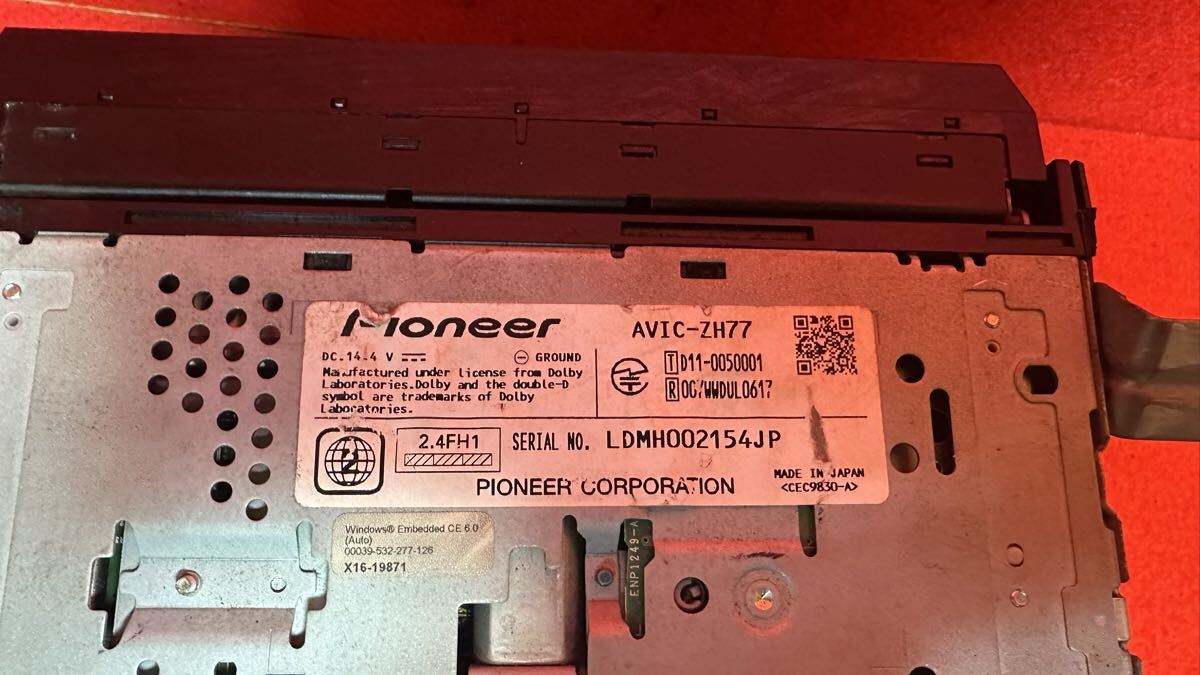 Pioneer
AVIC-ZH77
DC.14.4 V
GROUND
Manufactured under license from Dolby
Laboratories.Dolby and the double-D
symbol are trademarks of Dolby
Laboratories.
T D11-0050001
R 007WWDUL0617
2.4FH1
SERIAL NO. LDMH002154JP
PIONEER CORPORATION
MADE IN JAPAN
<CEC9830-A>
Windows® Embedded CE 6.0
(Auto)
00039-532-277-126
X16-19871
ENP1249-A